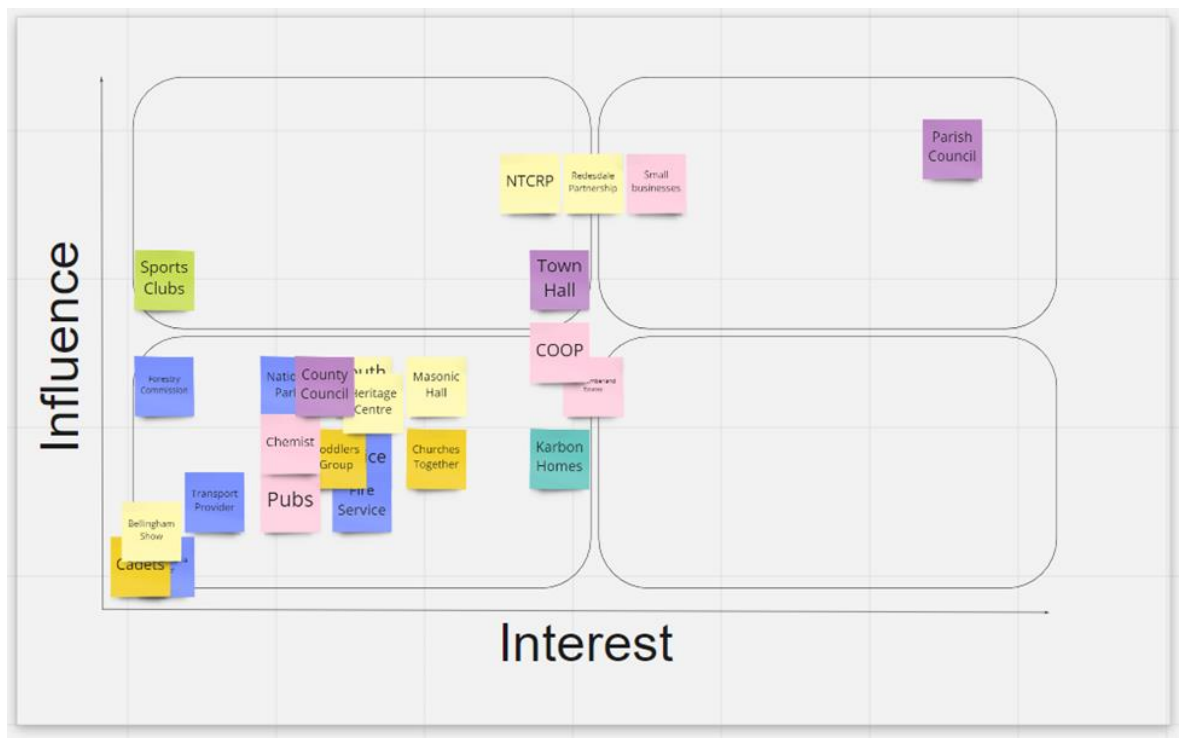 Parish
Council
NTCRP
Redesdale
Partnership
Small
businesses
Sports
Clubs
Town
Hall
COOP
Forestry
Commission
County
Council
Heritage
Centre
Masonic
Hall
Chemist
Group
Churches
Together
Karbon
Homes
Transport
Provider
Pubs
Fire
Service
Bellingham
Show
Cadets
Influence
Interest